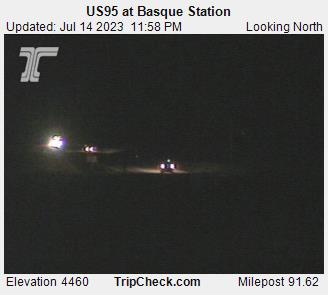 US95 at Basque Station
Updated: Jul 14 2023 11:58 PM Looking North
Elevation 4460 TripCheck.com Milepost 91.62